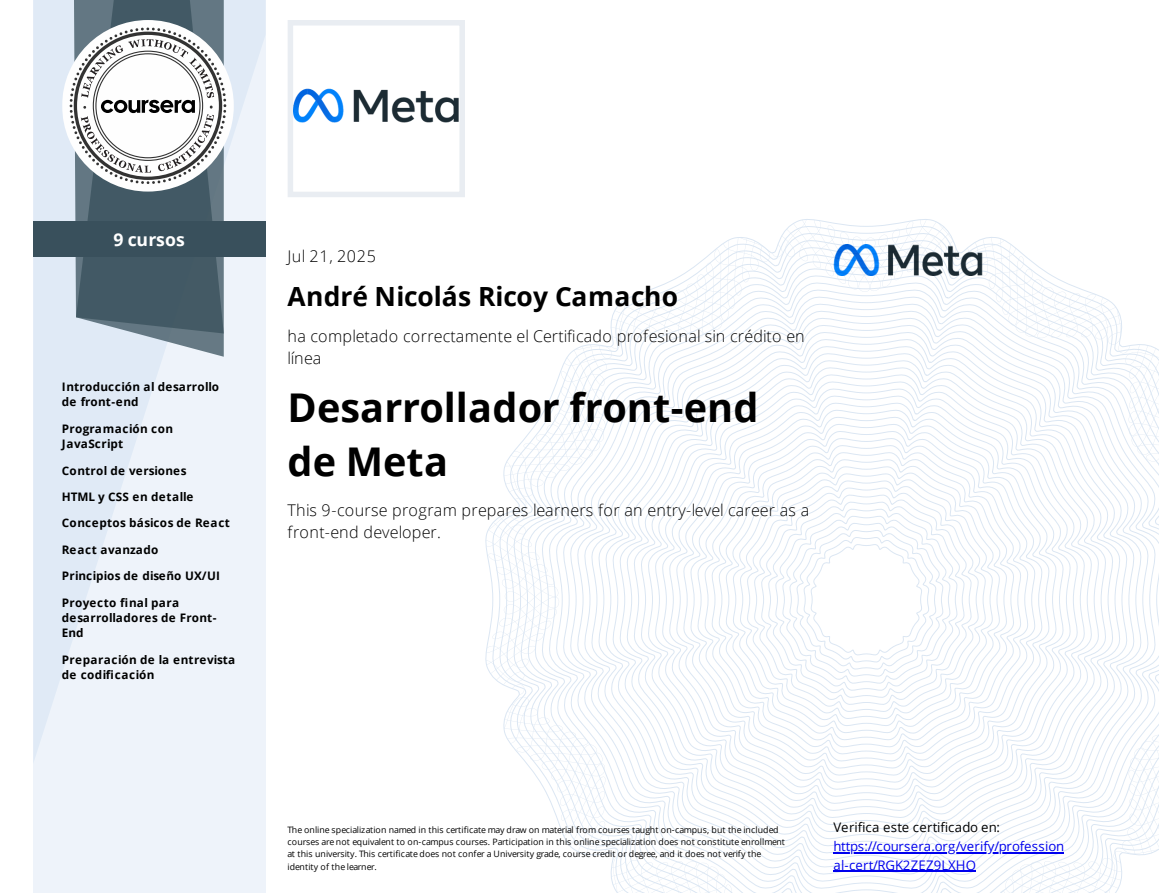 LEARNING WITHOUT LIMITS
coursera
PROFESSIONAL CERTIFICATE
9 cursos
Introducción al desarrollo
de front-end
Programación con
JavaScript
Control de versiones
HTML y CSS en detalle
Conceptos básicos de React
React avanzado
Principios de diseño UX/UI
Proyecto final para
desarrolladores de Front-
End
Preparación de la entrevista
de codificación
Meta
Jul 21, 2025
André Nicolás Ricoy Camacho
ha completado correctamente el Certificado profesional sin crédito en
línea
Desarrollador front-end
de Meta
This 9-course program prepares learners for an entry-level career as a
front-end developer.
Meta
The online specialization named in this certificate may draw on material from courses taught on-campus, but the included
courses are not equivalent to on-campus courses. Participation in this online specialization does not constitute enrollment
at this university. This certificate does not confer a University grade, course credit or degree, and it does not verify the
identity of the learner.
Verifica este certificado en:
https://coursera.org/verify/profession
al-cert/RGK2ZEZ9LXHO